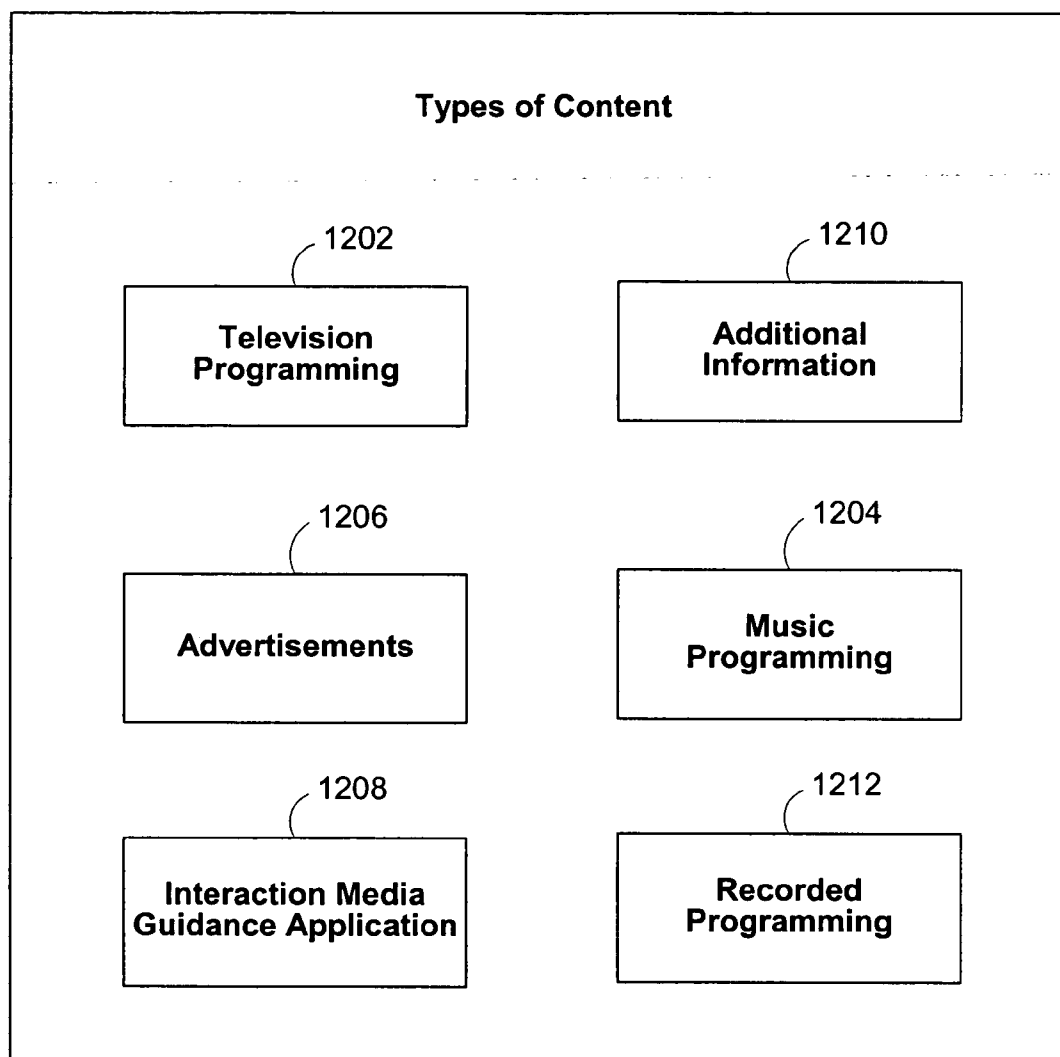 Types of Content
1202
Television
Programming
1210
Additional
Information
1206
Advertisements
1204
Music
Programming
1208
Interaction Media
Guidance Application
1212
Recorded
Programming